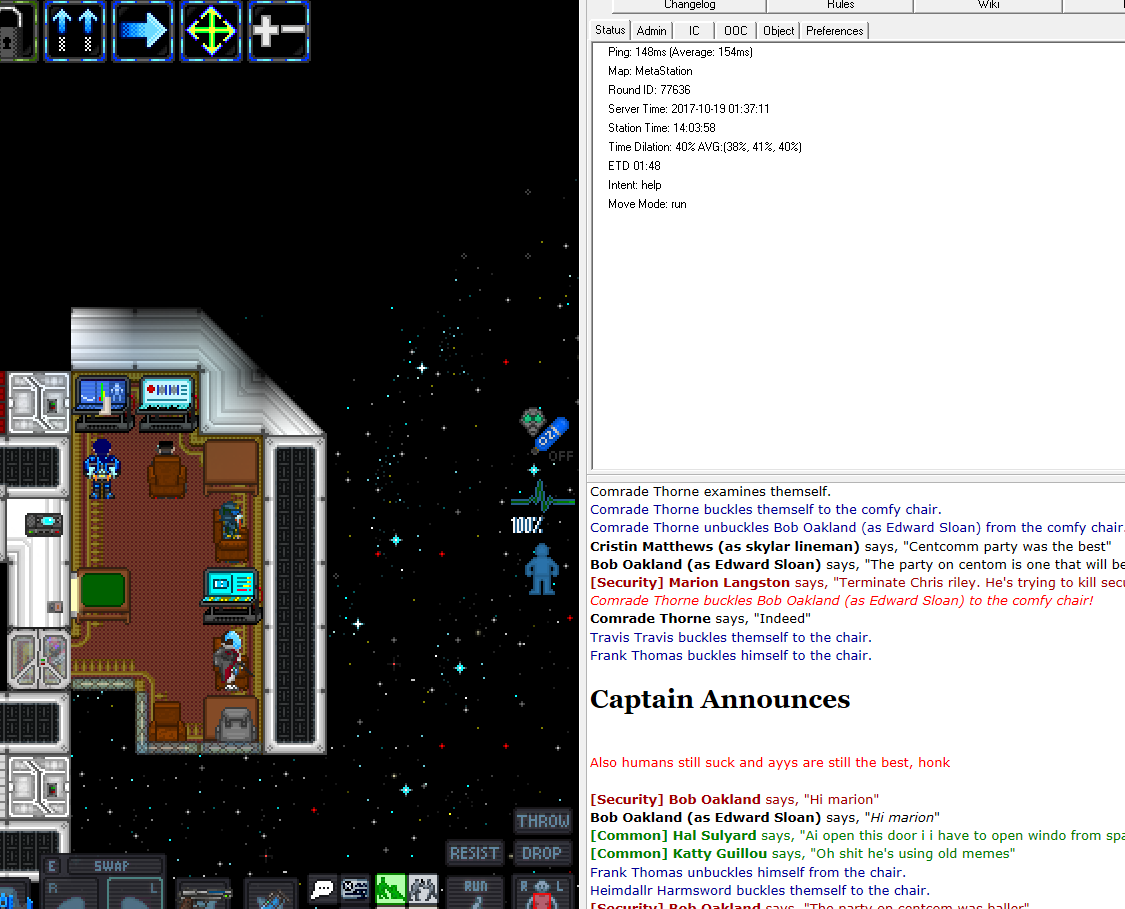 Changelog
Rules
Wiki
Status
Admin
IC
OOC
Object
Preferences
Ping: 148ms (Average: 154ms)
Map: MetaStation
Round ID: 77636
Server Time: 2017-10-19 01:37:11
Station Time: 14:03:58
Time Dilation: 40% AVG:(38%, 41%, 40%)
ETD 01:48
Intent: help
Move Mode: run
O21
OFF
100%
THROW
RESIST
DROP
E
SWAP
R
L
RUN
R
L
Comrade Thorne examines themself.
Comrade Thorne buckles themself to the comfy chair.
Comrade Thorne unbuckles Bob Oakland (as Edward Sloan) from the comfy chair.
Cristin Matthews (as skylar lineman) says, "Centcomm party was the best"
Bob Oakland (as Edward Sloan) says, "The party on centom is one that will be
[Security] Marion Langston says, "Terminate Chris riley. He's trying to kill secu
Comrade Thorne buckles Bob Oakland (as Edward Sloan) to the comfy chair!
Comrade Thorne says, "Indeed"
Travis Travis buckles themself to the chair.
Frank Thomas buckles himself to the chair.
Captain Announces
Also humans still suck and ayys are still the best, honk
[Security] Bob Oakland says, "Hi marion"
Bob Oakland (as Edward Sloan) says, "Hi marion"
[Common] Hal Sulyard says, "Ai open this door i i have to open windo from spa
[Common] Katty Guillou says, "Oh shit he's using old memes"
Frank Thomas unbuckles himself from the chair.
Heimdallr Harmsword buckles themself to the chair.
[Security] Bob Oakland says, "The party on centcom was baller"